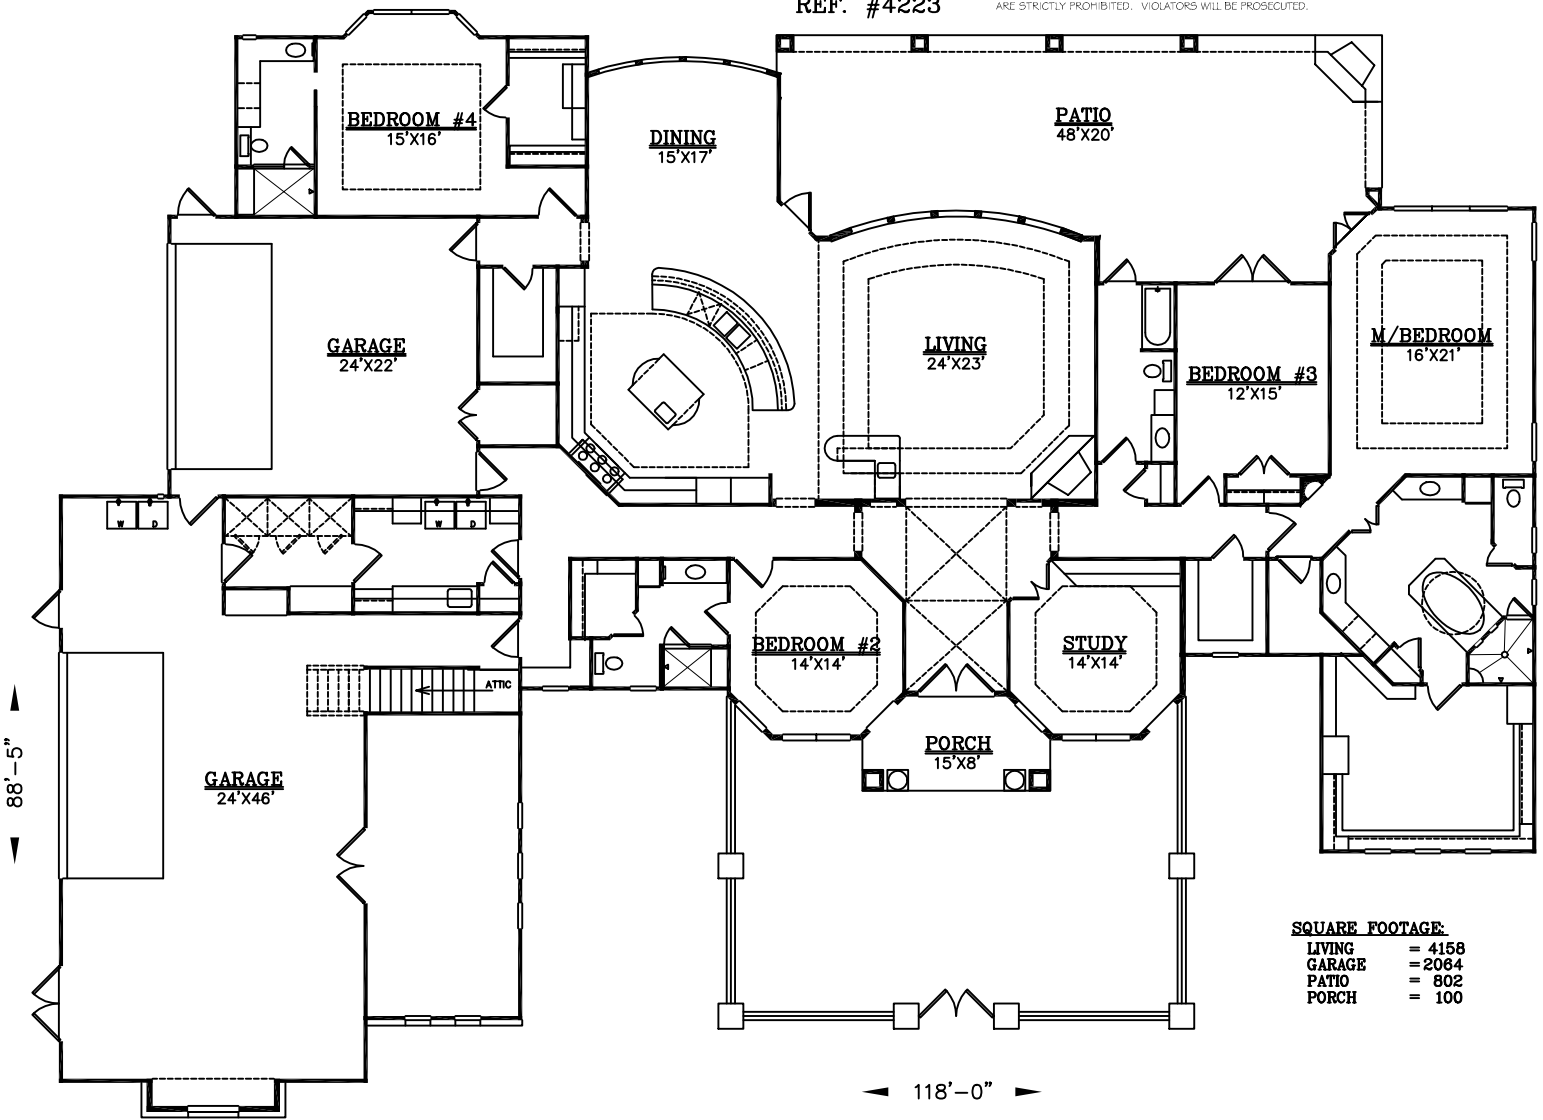 REF. #4223
ARE STRICTLY PROHIBITED. VIOLATORS WILL BE PROSECUTED.
BEDROOM #4
15'X16'
DINING
15'X17'
PATIO
48'X20'
GARAGE
24'X22'
LIVING
24'X23'
BEDROOM #3
12'X15'
M/BEDROOM
16'X21'
W D
W D
BEDROOM #2
14'X14'
STUDY
14'X14'
ATTIC
PORCH
15'X8'
GARAGE
24'X46'
88'-5"
SQUARE FOOTAGE:
LIVING = 4158
GARAGE = 2064
PATIO = 802
PORCH = 100
118'-0"